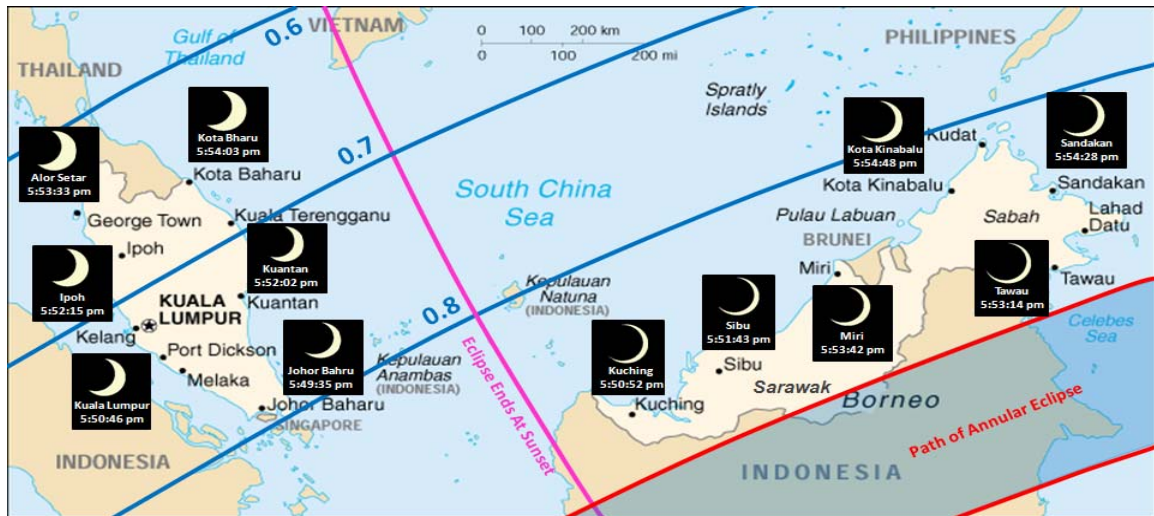 0.6
VIETNAM
Gulf of
Thailand
THAILAND
0 100 200 km
0 100 200 mi
PHILIPPINES
Spratly
Islands
Kota Bharu
5:54:03 pm
Kota Baharu
Alor Setar
5:53:33 pm
0.7
Kota Kinabalu
5:54:48 pm
Kudat
Sandakan
5:54:28 pm
South China
Sea
Kota Kinabalu
Sandakan
George Town
Kuala Terengganu
Pulau Labuan
Sabah
Lahad
Datu
BRUNEI
Ipoh
Kuantan
5:52:02 pm
Miri
Tawau
Ipoh
5:52:15 pm
KUALA
LUMPUR
Kuantan
0.8
Kepulauan
Natuna
(INDONESIA)
Tawau
5:53:14 pm
Kelang
Sibu
5:51:43 pm
Miri
5:53:42 pm
Celebes
Sea
Port Dickson
Johor Bahru
5:49:35 pm
Kepulauan
Anambas
(INDONESIA)
Eclipse Ends At Sunset
Kuching
5:50:52 pm
Sibu
Sarawak
Melaka
Kuala Lumpur
5:50:46 pm
Johor Baharu
SINGAPORE
Kuching
Borneo
Path of Annular Eclipse
INDONESIA
INDONESIA